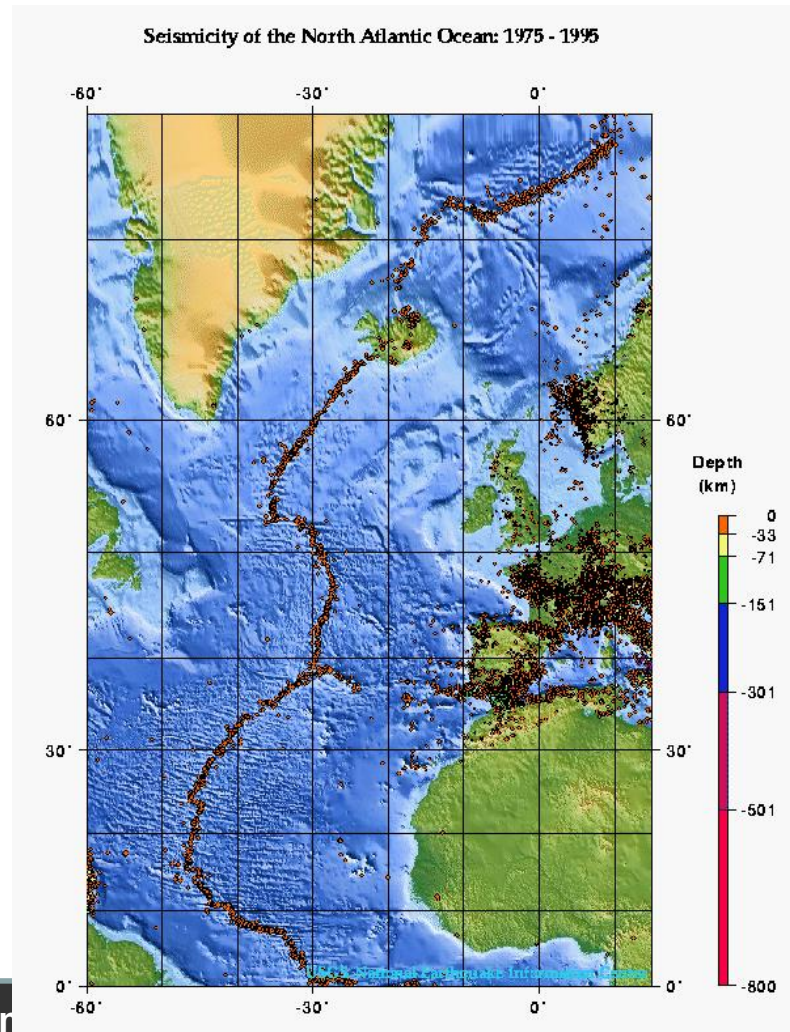 Seismicity of the North Atlantic Ocean: 1975 - 1995
-60˚ -30˚ 0˚
60˚ 60˚
Depth
(km)
0
-33
-71
-151
-301
30˚ 30˚
-501
USGS National Earthquake Information Center
0˚ 0˚
-800
-60˚ -30˚ 0˚